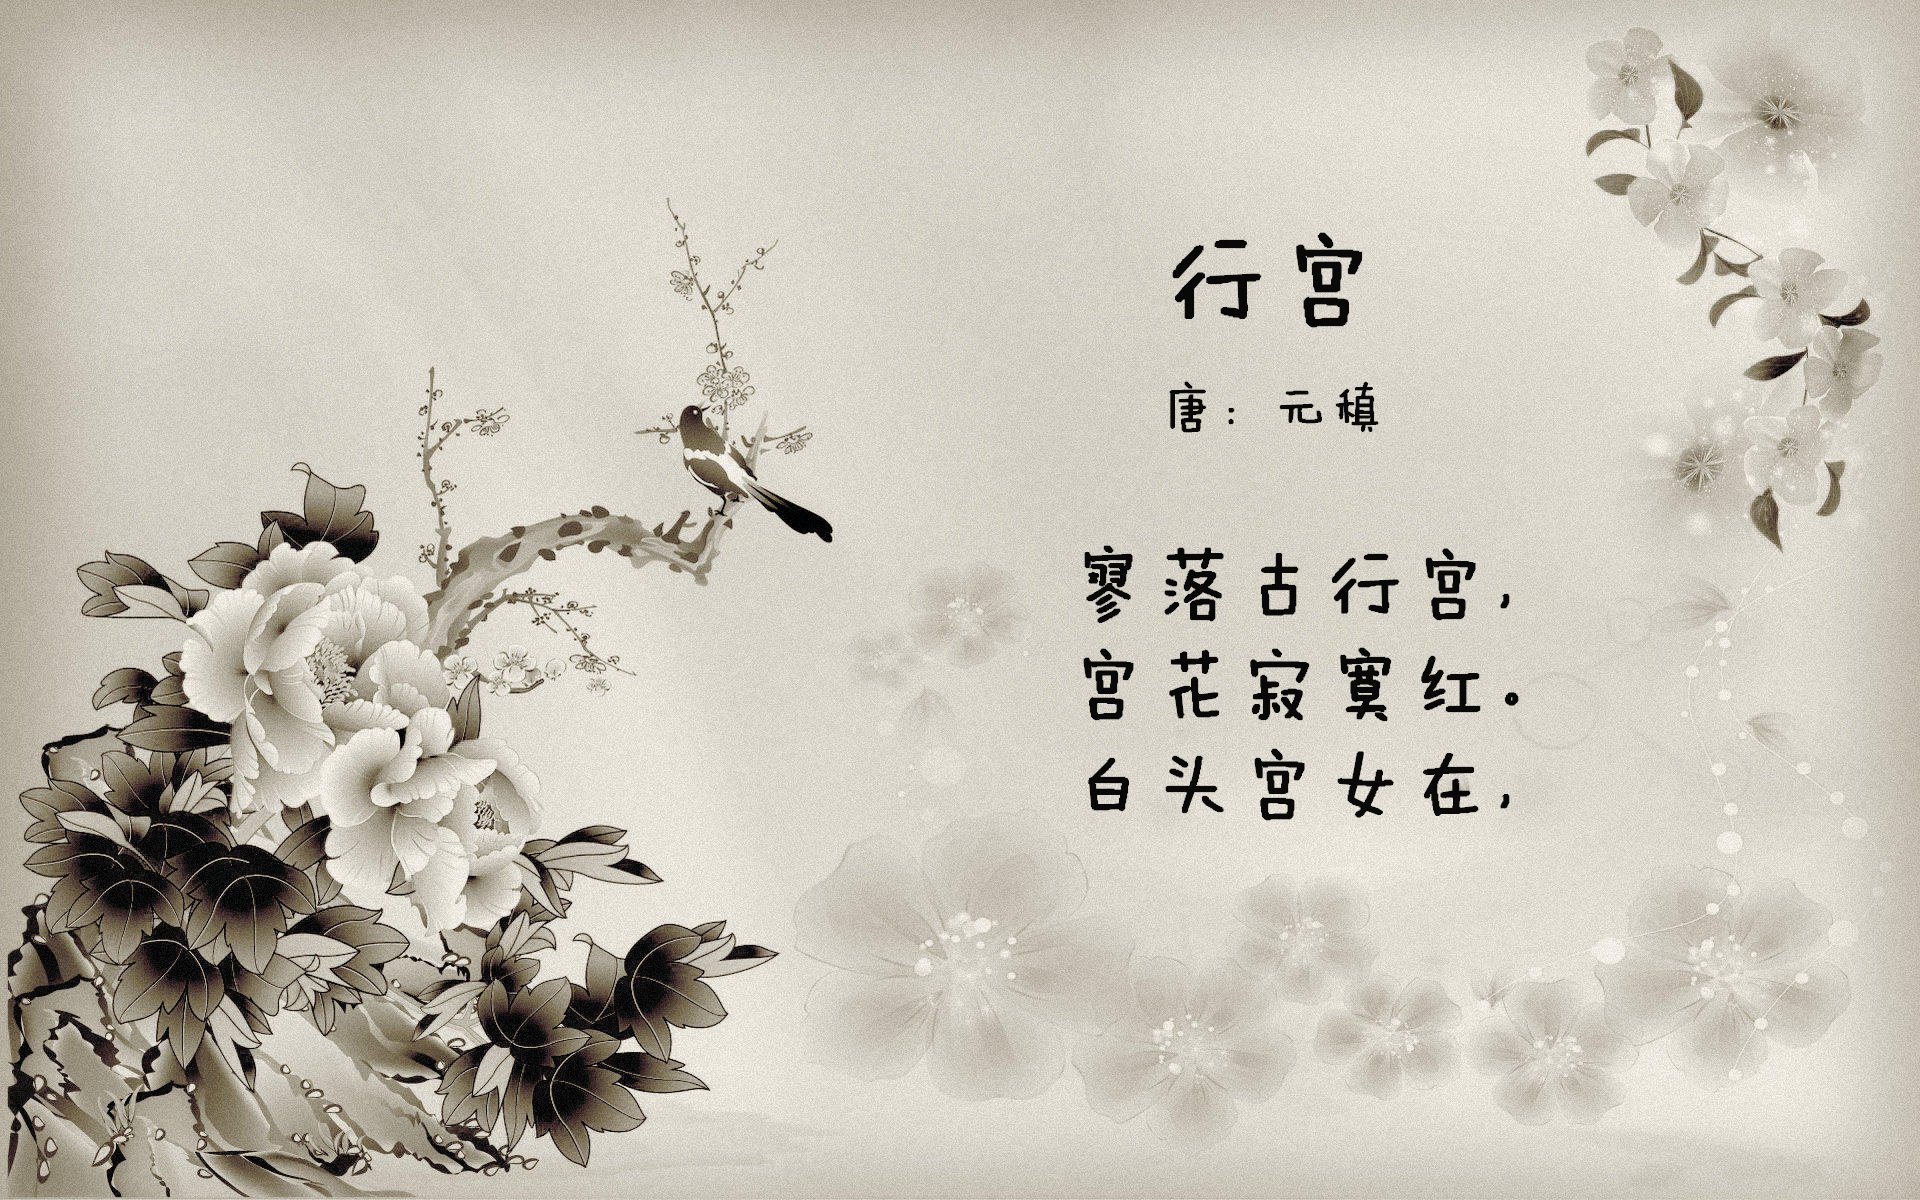 行宫
唐：元稹
寥落古行宫，
宫花寂寞红。
白头宫女在，